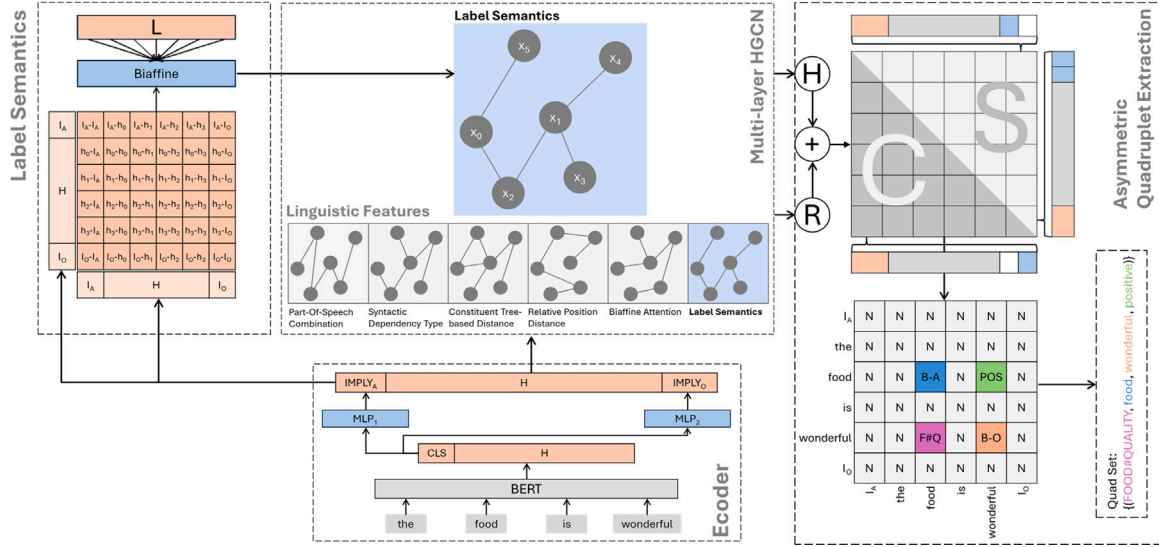 Label Semantics
L
Biaffine
I_A
I_A-I_A I_A-h_0 I_A-h_1 I_A-h_2 I_A-h_3 I_A-I_O
h_0-I_A h_0-h_0 h_0-h_1 h_0-h_2 h_0-h_3 h_0-I_O
H
h_1-I_A h_1-h_0 h_1-h_1 h_1-h_2 h_1-h_3 h_1-I_O
h_2-I_A h_2-h_0 h_2-h_1 h_2-h_2 h_2-h_3 h_2-I_O
h_3-I_A h_3-h_0 h_3-h_1 h_3-h_2 h_3-h_3 h_3-I_O
I_O
I_O-I_A I_O-h_0 I_O-h_1 I_O-h_2 I_O-h_3 I_O-I_O
I_A H I_O
Label Semantics
X_5
X_4
X_0
X_1
X_3
X_2
Multi-layer HGCN
Linguistic Features
Part-Of-Speech
Combination
Syntactic
Dependency Type
Constituent Tree-
based Distance
Relative Position
Distance
Biaffine Attention
Label Semantics
IMPLY_A H IMPLY_O
MLP_1
MLP_2
CLS H
BERT
the food is wonderful
Ecoder
H
+
R
C
S
Asymmetric
Quadruplet Extraction
I_A N N N N N N
the N N N N N N
food N N B-A N POS N
is N N N N N N
wonderful N N F#Q N B-O N
I_O N N N N N N
I_A the food is wonderful I_O
Quad Set:
{(FOOD#QUALITY, food, wonderful, positive)}